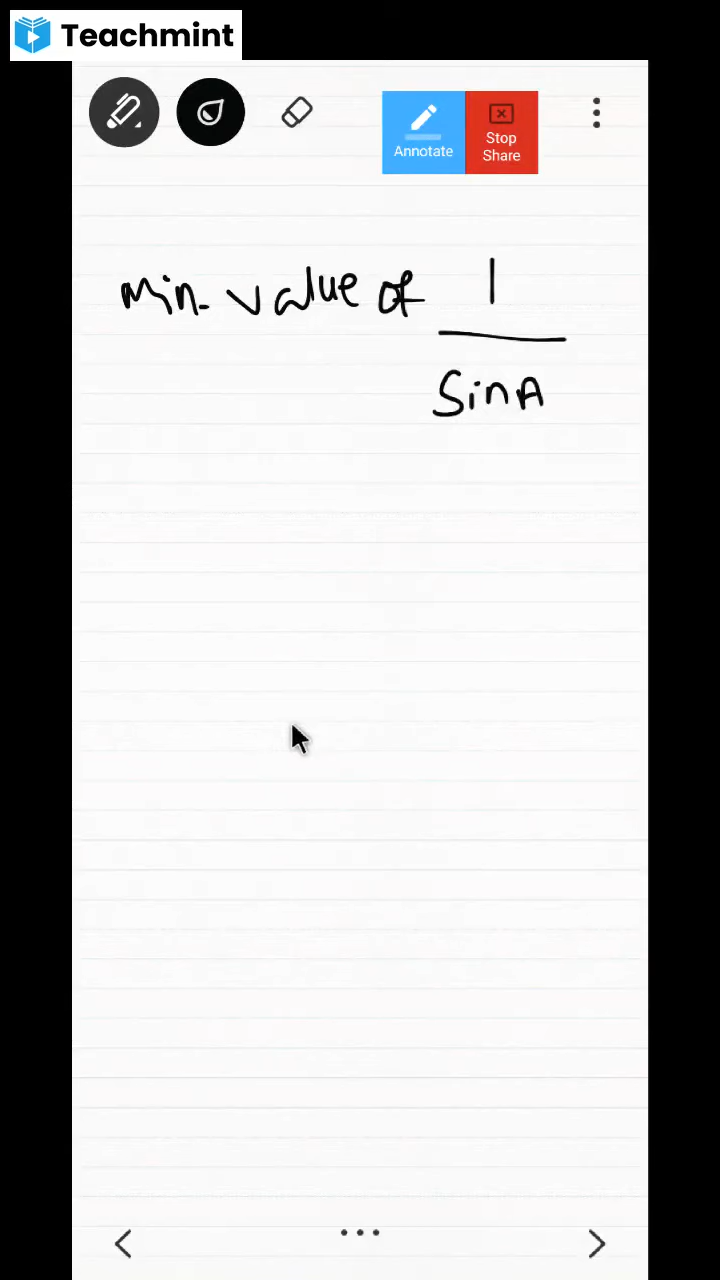 Teachmint
Annotate
Stop
Share
min. value of 1
sinA